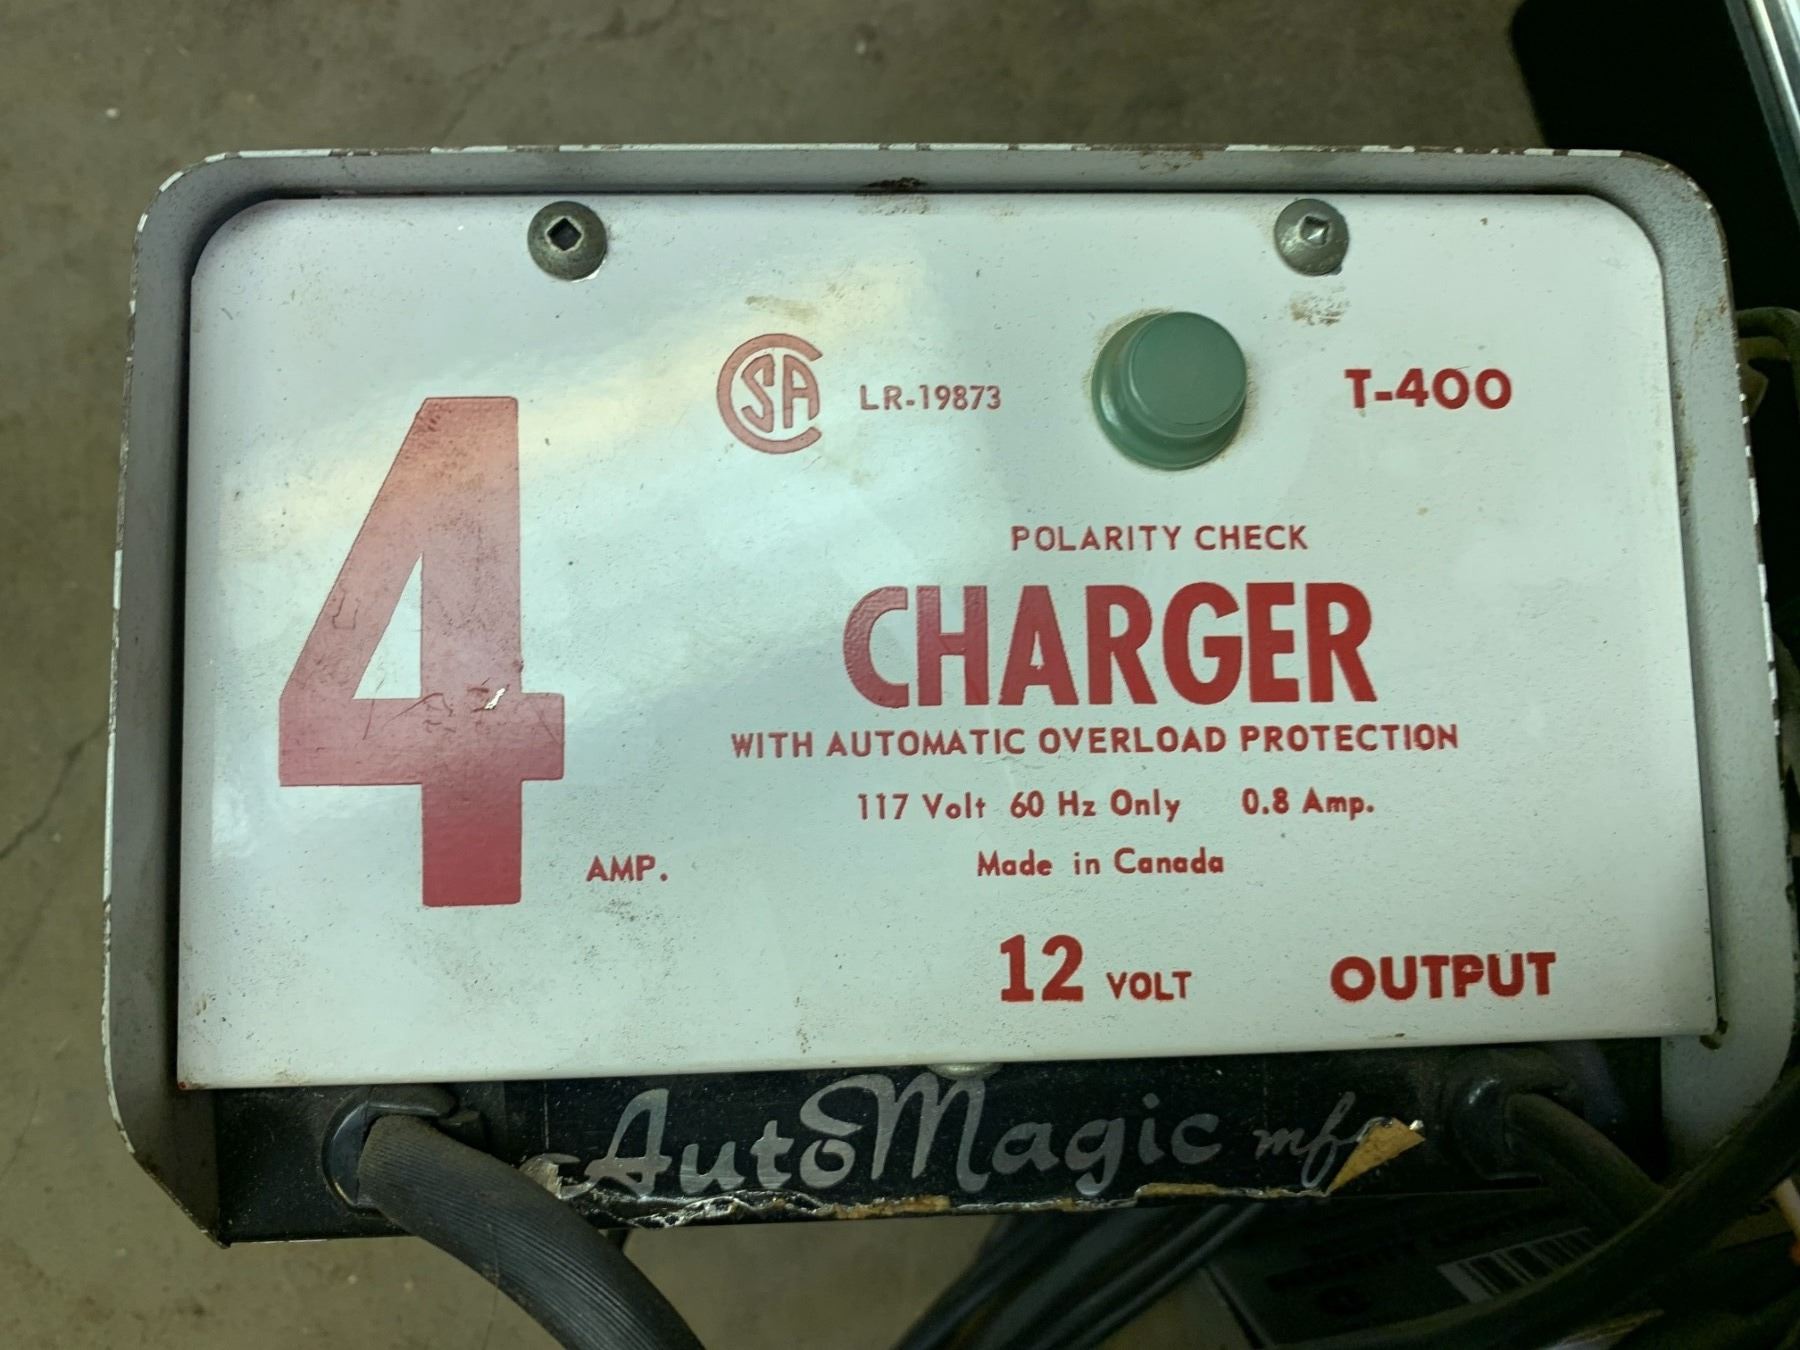 CSA LR-19873
T-400
POLARITY CHECK
CHARGER
WITH AUTOMATIC OVERLOAD PROTECTION
117 Volt 60 Hz Only 0.8 Amp.
4 AMP.
Made in Canada
12 VOLT OUTPUT
AutoMagic